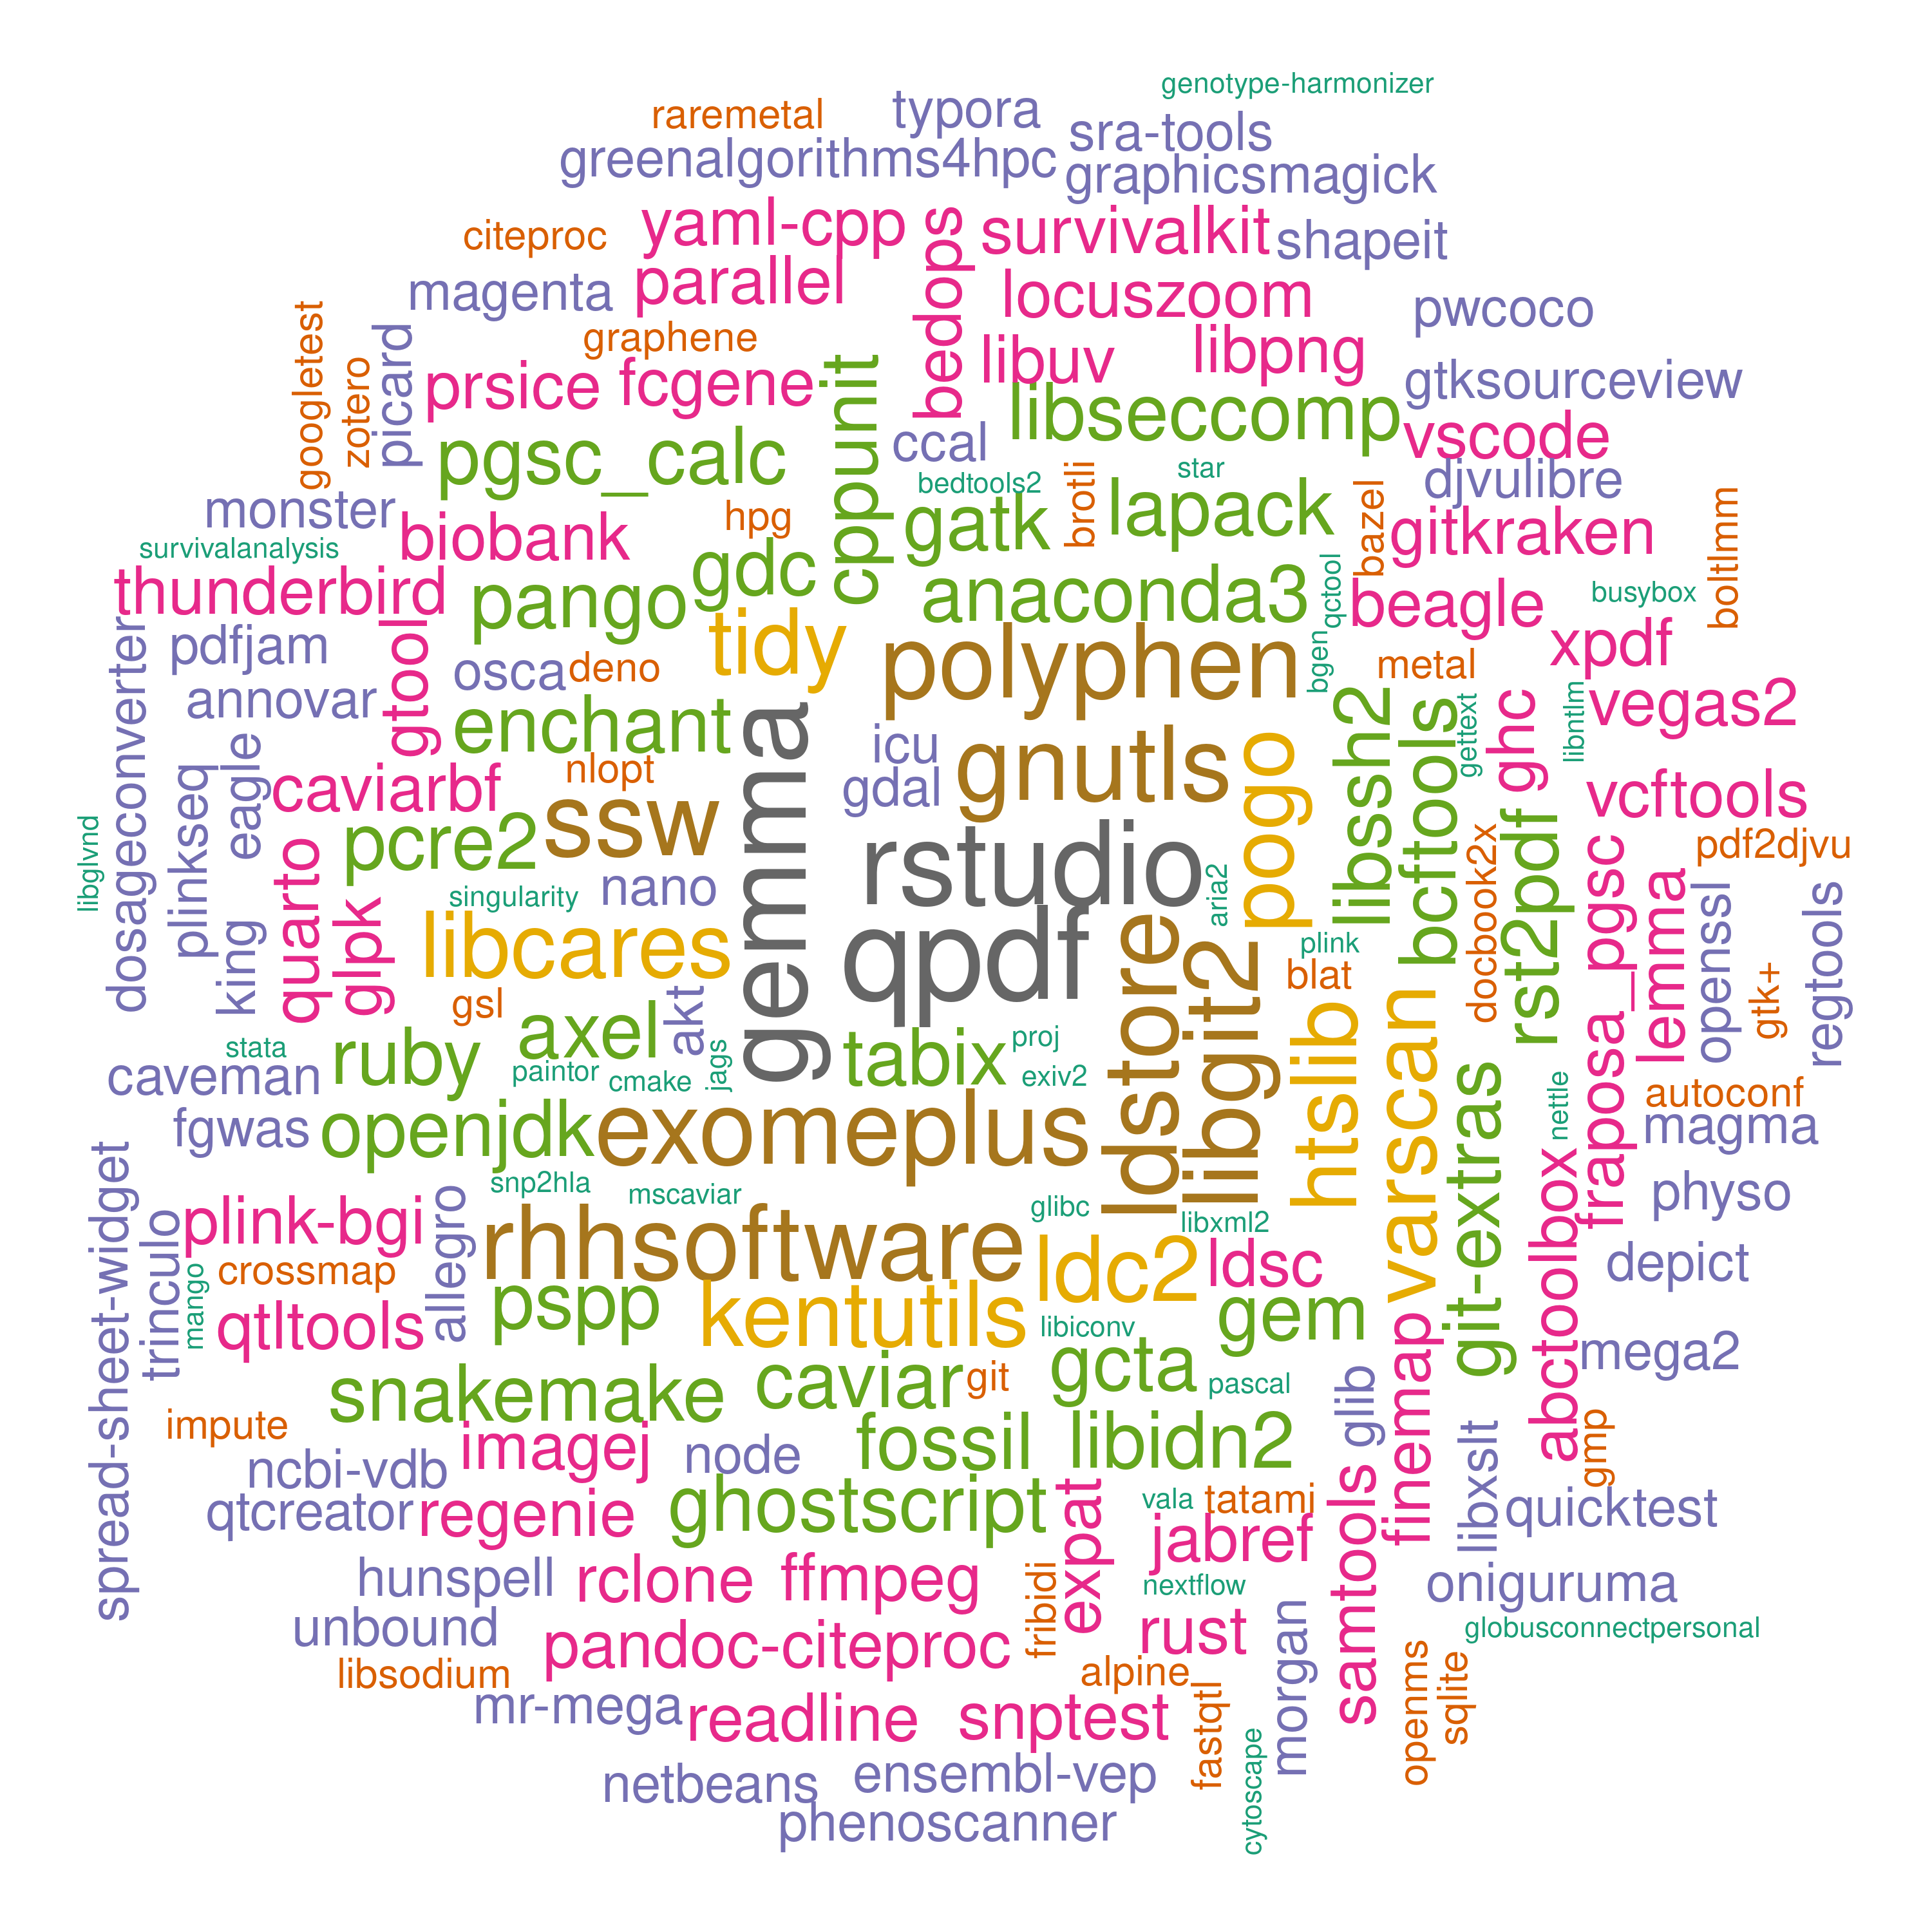 genotype-harmonizer
raremetal
typora
sra-tools
greenalgorithms4hpc
graphicsmagick
citeproc
yaml-cpp
bedops
survivalkit
shapeit
magenta
parallel
locuszoom
pwcoco
googletest
zotero
picard
graphene
libuv
libpng
prsice
fcgene
cppunit
libseccomp
gtksourceview
pgsc_calc
ccal
vscode
bedtools2
brotli
star
djvulibre
monster
hpg
gatk
lapack
bazel
gitkraken
boltlmm
survivalanalysis
biobank
gdc
thunderbird
pango
anaconda3
qctool
beagle
busybox
dosageconverter
pdfjam
gtool
osca
deno
tidy
polyphen
bgen
metal
xpdf
annovar
enchant
gemma
icu
gnutls
pogo
libssh2
bcftools
gettext
ghc
libntlm
vegas2
plinkseq
eagle
caviarbf
nlopt
gdal
vcftools
libglvnd
pcre2
ssw
rstudio
docbook2x
rst2pdf
pdf2djvu
king
quarto
glpk
singularity
nano
aria2
fraposa_pgsc
lemma
openssl
regtools
libcares
qpdf
ldstore
libgit2
plink
blat
gtk+
gsl
akt
htslib
varscan
stata
ruby
axel
jags
tabix
proj
caveman
paintor
cmake
exiv2
git-extras
nettle
autoconf
fgwas
openjdk
exomeplus
magma
spread-sheet-widget
trinculo
snp2hla
mscaviar
glibc
abctoolbox
physo
plink-bgi
allegro
rhhsoftware
libxml2
mango
crossmap
ldc2
ldsc
depict
qtltools
pspp
kentutils
libiconv
gem
finemap
mega2
snakemake
caviar
git
gcta
pascal
glib
impute
imagej
node
fossil
libidn2
libxslt
gmp
ncbi-vdb
qtcreator
regenie
ghostscript
expat
vala
tatami
samtools
quicktest
jabref
hunspell
rclone
ffmpeg
fribidi
nextflow
oniguruma
unbound
pandoc-citeproc
rust
morgan
globusconnectpersonal
libsodium
alpine
openms
sqlite
mr-mega
readline
snptest
fastqtl
cytoscape
netbeans
ensembl-vep
phenoscanner